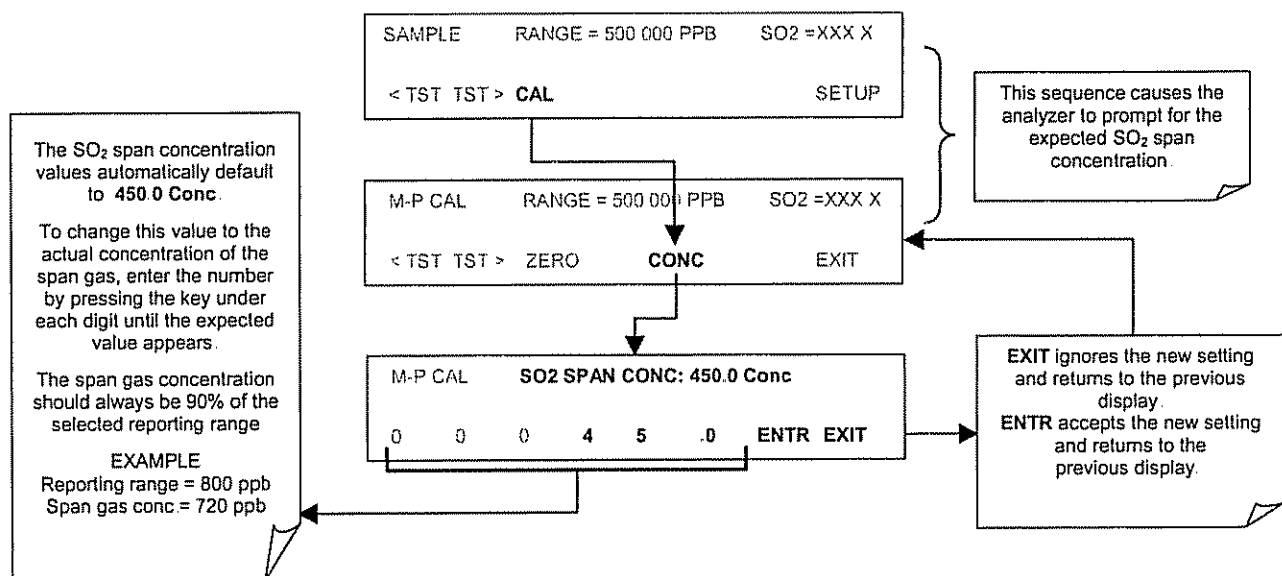 SAMPLE RANGE = 500 000 PPB SO2 =XXX X
< TST TST > CAL SETUP
This sequence causes the
analyzer to prompt for the
expected SO₂ span
concentration
The SO₂ span concentration
values automatically default
to 450.0 Conc.
To change this value to the
actual concentration of the
span gas, enter the number
by pressing the key under
each digit until the expected
value appears.
The span gas concentration
should always be 90% of the
selected reporting range
EXAMPLE
Reporting range = 800 ppb
Span gas conc.= 720 ppb
M-P CAL RANGE = 500 000 PPB SO2 =XXX X
< TST TST > ZERO CONC EXIT
M-P CAL SO2 SPAN CONC: 450.0 Conc
0 0 0 4 5 .0 ENTR EXIT
EXIT ignores the new setting
and returns to the previous
display.
ENTR accepts the new setting
and returns to the
previous display.